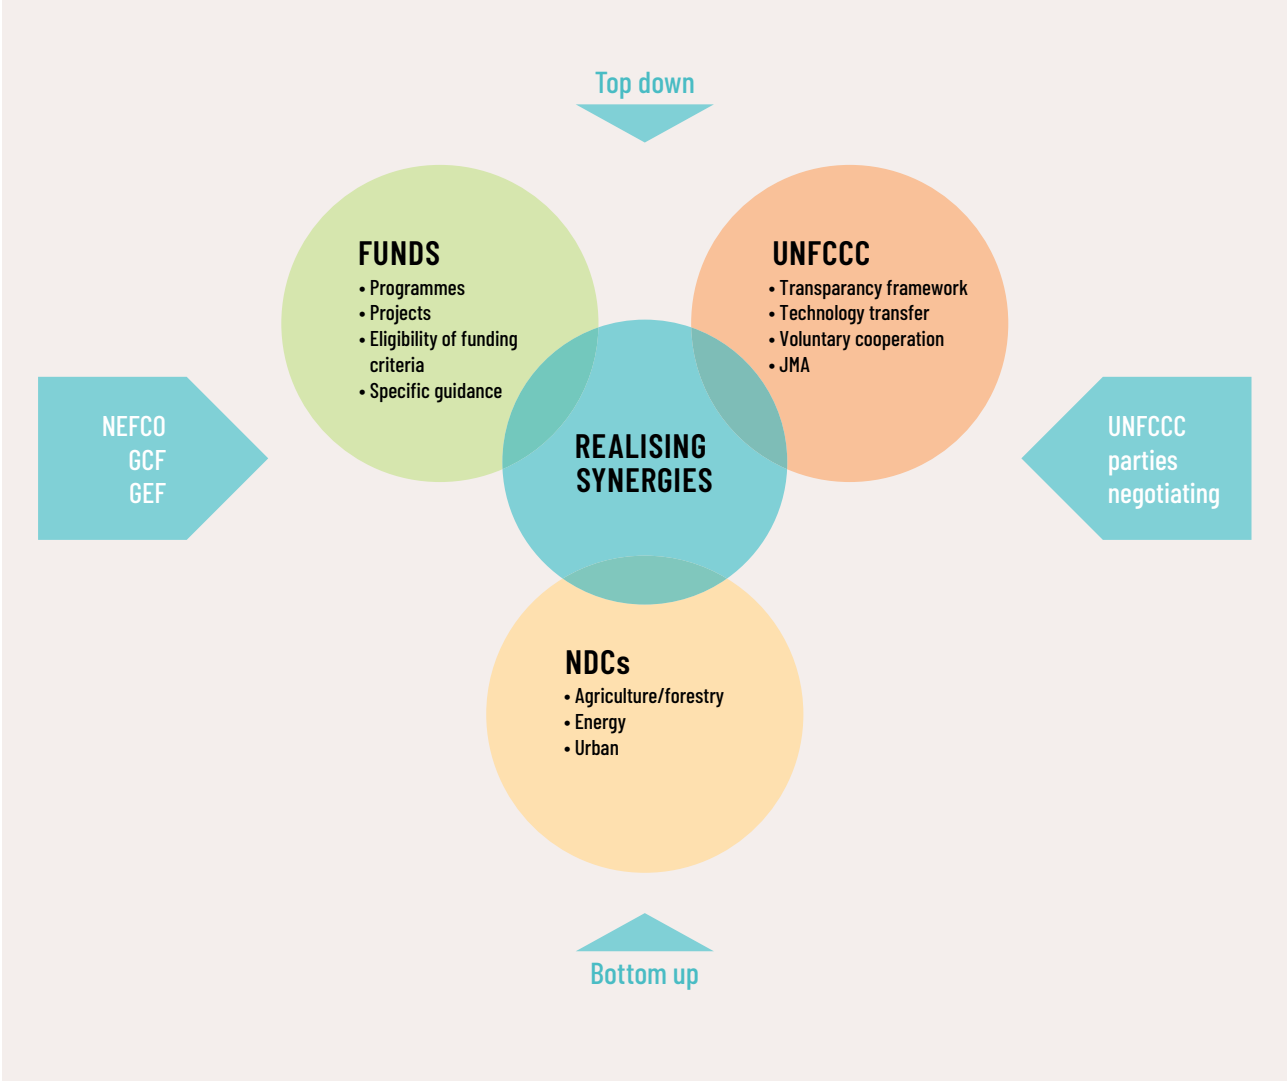 Top down
FUNDS
• Programmes
• Projects
• Eligibility of funding
criteria
• Specific guidance
UNFCCC
• Transparancy framework
• Technology transfer
• Voluntary cooperation
• JMA
NEFCO
GCF
GEF
REALISING
SYNERGIES
UNFCCC
parties
negotiating
NDCs
• Agriculture/forestry
• Energy
• Urban
Bottom up